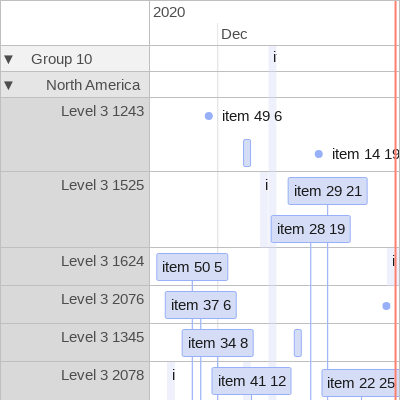 2020
Dec
▼ Group 10 i
▼ North America
Level 3 1243 item 49 6
item 14 19
Level 3 1525 i item 29 21
item 28 19
Level 3 1624 item 50 5 i
Level 3 2076 item 37 6
Level 3 1345 item 34 8
Level 3 2078 i item 41 12 item 22 25